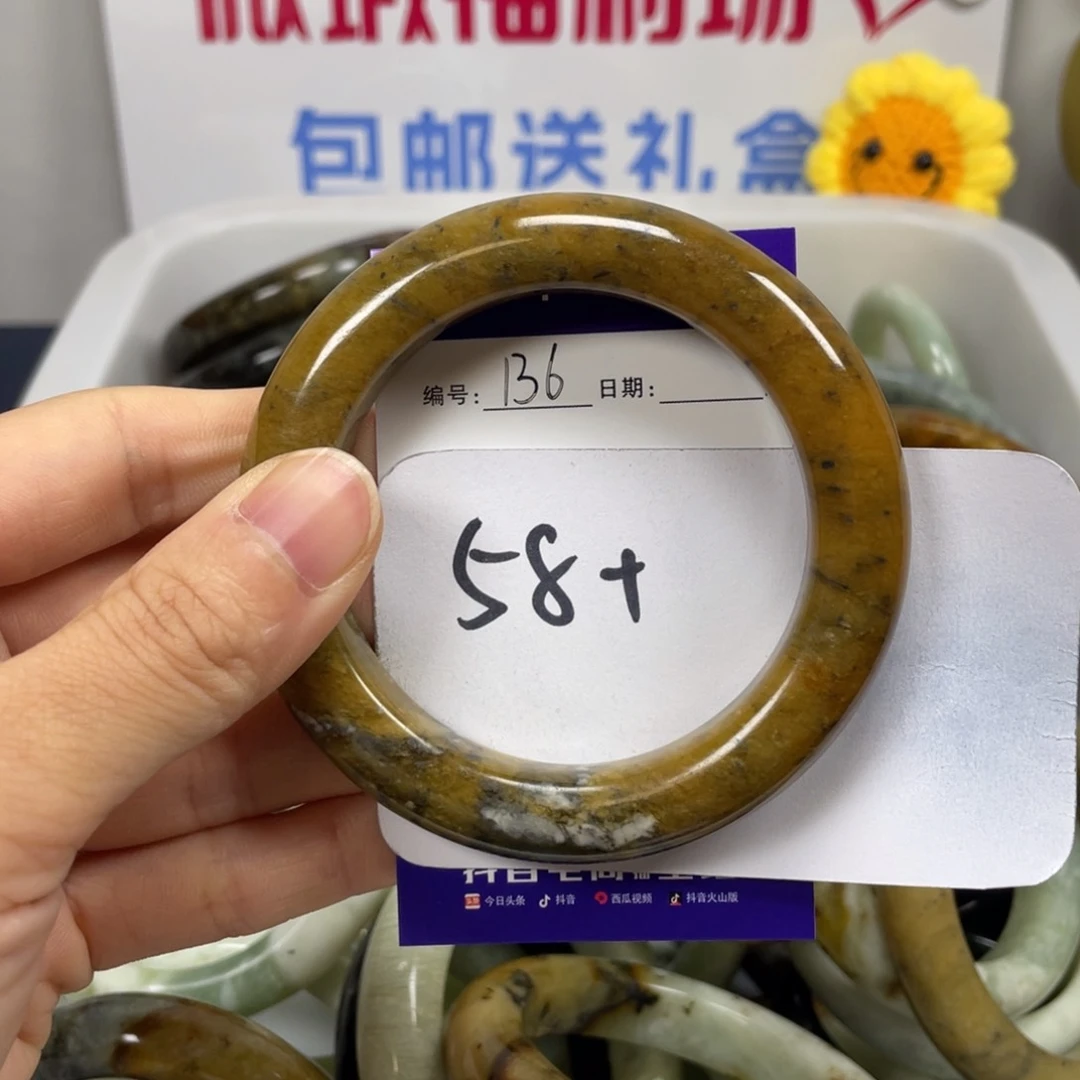 包邮送礼盒
编号: 136 日期:
58+
今日头条 抖音 西瓜视频 抖音火山版